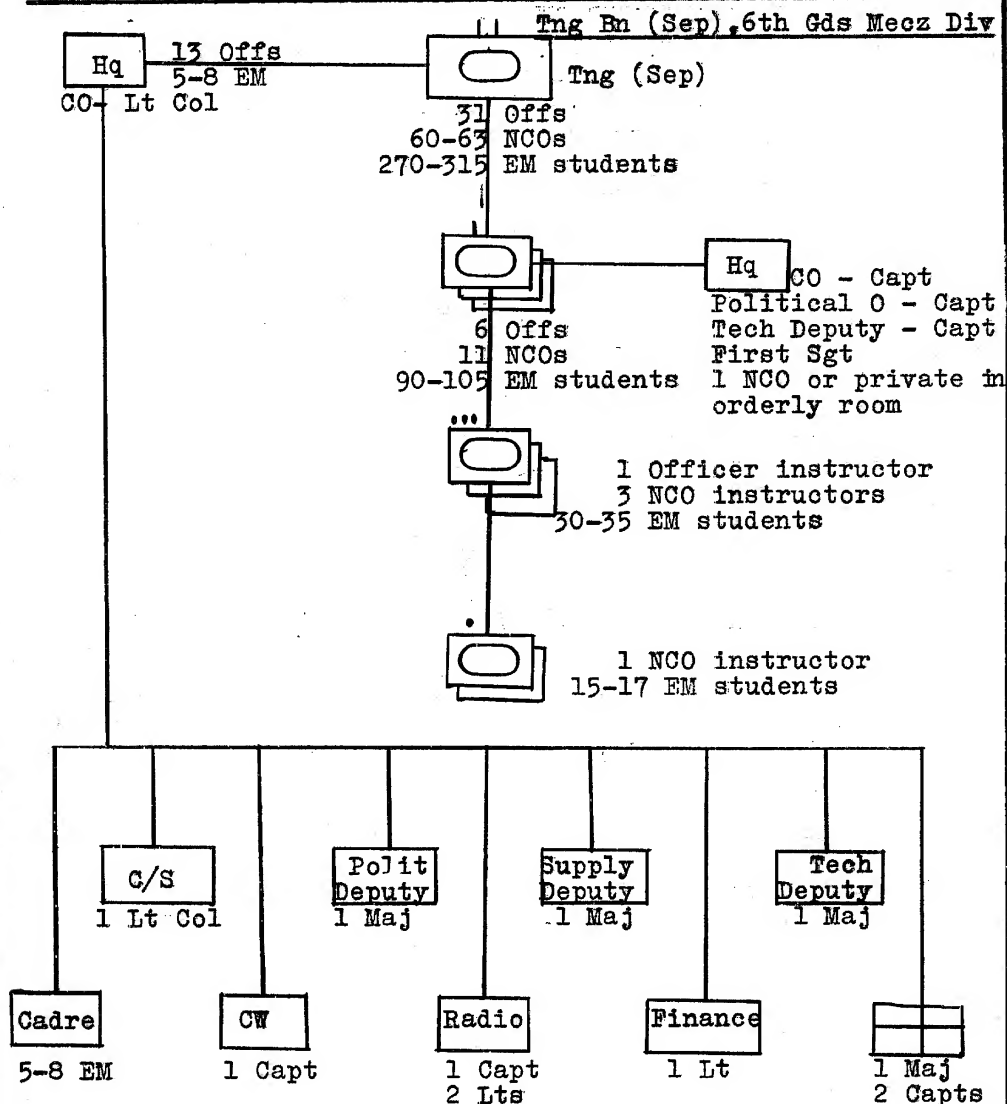 Tng Bn (Sep),6th Gds Mecz Div
Hq
13 Offs
5-8 EM
CO- Lt Col
Tng (Sep)
31 Offs
60-63 NCOs
270-315 EM students
Hq
CO - Capt
Political O - Capt
Tech Deputy - Capt
First Sgt
1 NCO or private in
orderly room
6 Offs
11 NCOs
90-105 EM students
1 Officer instructor
3 NCO instructors
30-35 EM students
1 NCO instructor
15-17 EM students
C/S
1 Lt Col
Polit
Deputy
1 Maj
Supply
Deputy
1 Maj
Tech
Deputy
1 Maj
Cadre
5-8 EM
CW
1 Capt
Radio
1 Capt
2 Lts
Finance
1 Lt
1 Maj
2 Capts